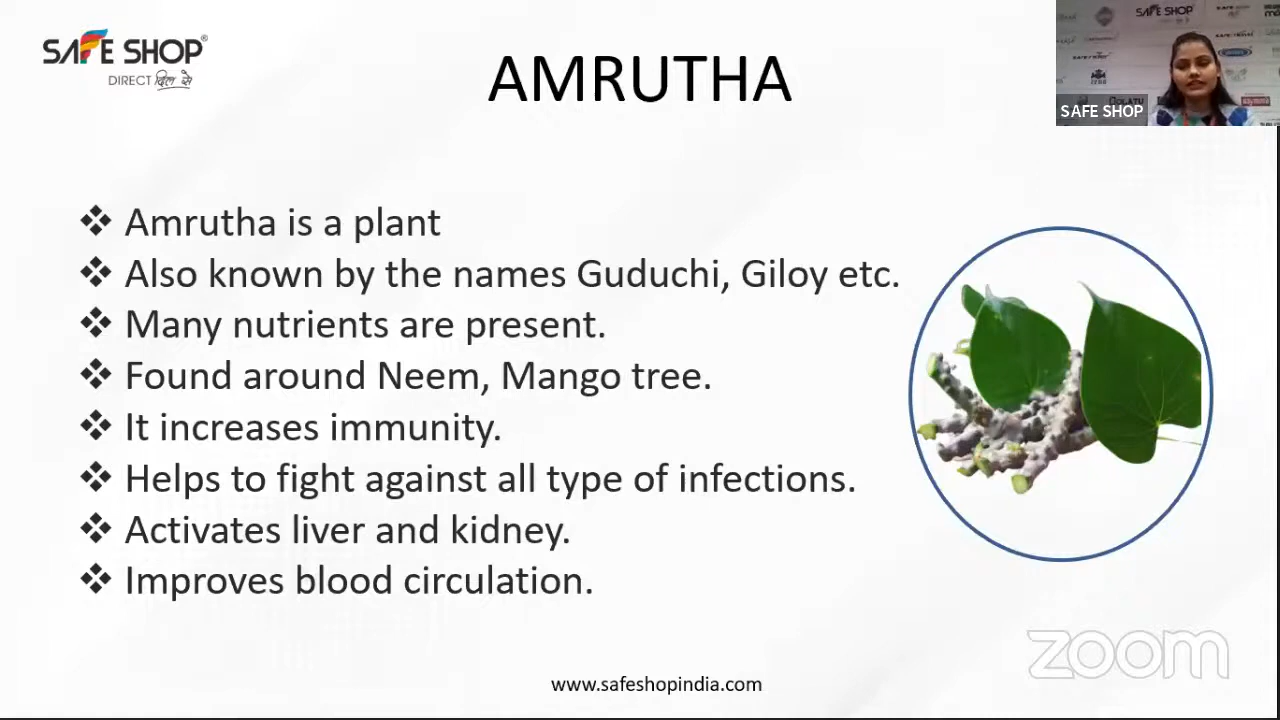 SAFE SHOP®
DIRECT दिल से
AMRUTHA
SAFE SHOP
SAFE SHOP
❖ Amrutha is a plant
❖ Also known by the names Guduchi, Giloy etc.
❖ Many nutrients are present.
❖ Found around Neem, Mango tree.
❖ It increases immunity.
❖ Helps to fight against all type of infections.
❖ Activates liver and kidney.
❖ Improves blood circulation.
zoom
www.safeshopindia.com